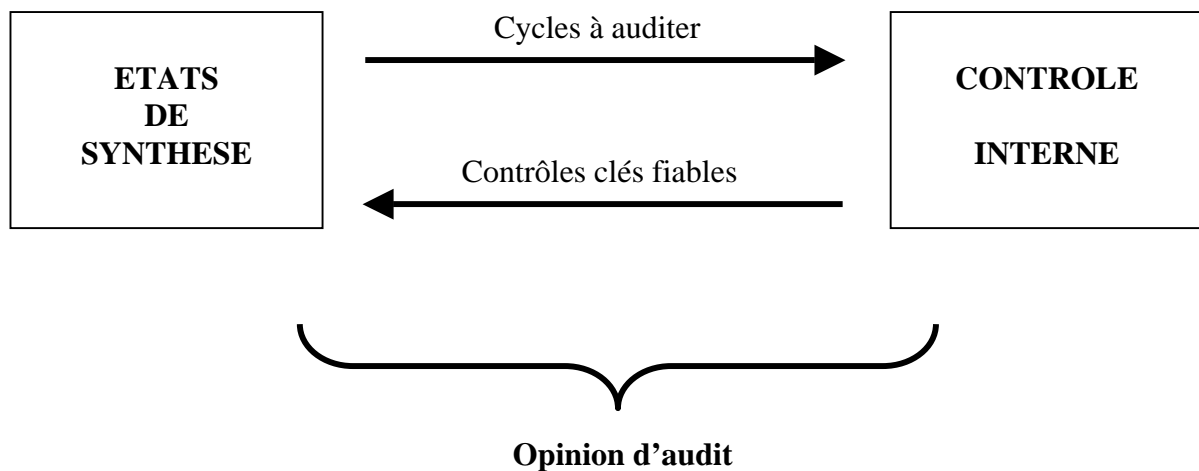 Cycles à auditer
ETATS
DE
SYNTHESE
CONTROLE
INTERNE
Contrôles clés fiables
Opinion d’audit